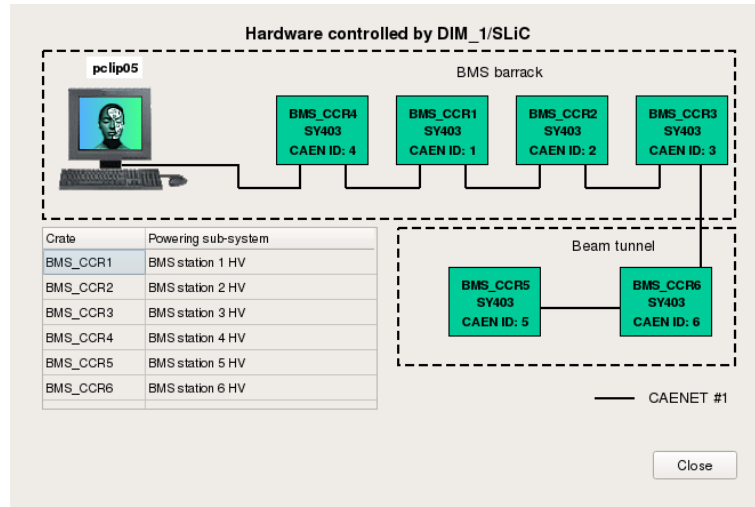 Hardware controlled by DIM_1/SLiC
pclip05
BMS barrack
BMS_CCR4
SY403
CAEN ID: 4
BMS_CCR1
SY403
CAEN ID: 1
BMS_CCR2
SY403
CAEN ID: 2
BMS_CCR3
SY403
CAEN ID: 3
Crate Powering sub-system
BMS_CCR1 BMS station 1 HV
BMS_CCR2 BMS station 2 HV
BMS_CCR3 BMS station 3 HV
BMS_CCR4 BMS station 4 HV
BMS_CCR5 BMS station 5 HV
BMS_CCR6 BMS station 6 HV
Beam tunnel
BMS_CCR5
SY403
CAEN ID: 5
BMS_CCR6
SY403
CAEN ID: 6
CAENET #1
Close